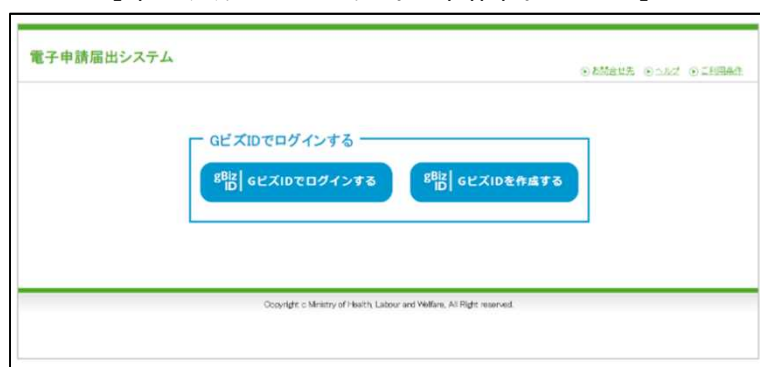 電子申請届出システム
お問合せ先 ヘルプ ご利用条件
GビズIDでログインする
gBiz ID GビズIDでログインする
gBiz ID GビズIDを作成する
Copyright c Ministry of Health, Labour and Welfare, All Right reserved.